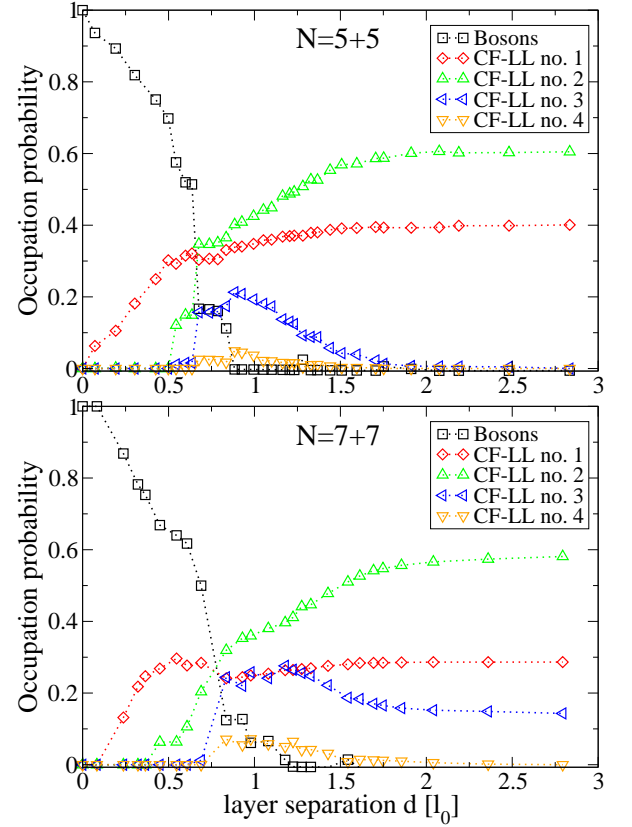 N=5+5
Bosons
CF-LL no. 1
CF-LL no. 2
CF-LL no. 3
CF-LL no. 4
Occupation probability
1
0.8
0.6
0.4
0.2
0
0 0.5 1 1.5 2 2.5 3
N=7+7
Bosons
CF-LL no. 1
CF-LL no. 2
CF-LL no. 3
CF-LL no. 4
Occupation probability
1
0.8
0.6
0.4
0.2
0
0 0.5 1 1.5 2 2.5 3
layer separation d [l_0]